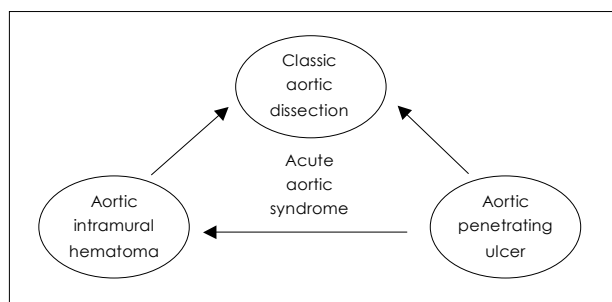 Classic
aortic
dissection
Acute
aortic
syndrome
Aortic
intramural
hematoma
Aortic
penetrating
ulcer